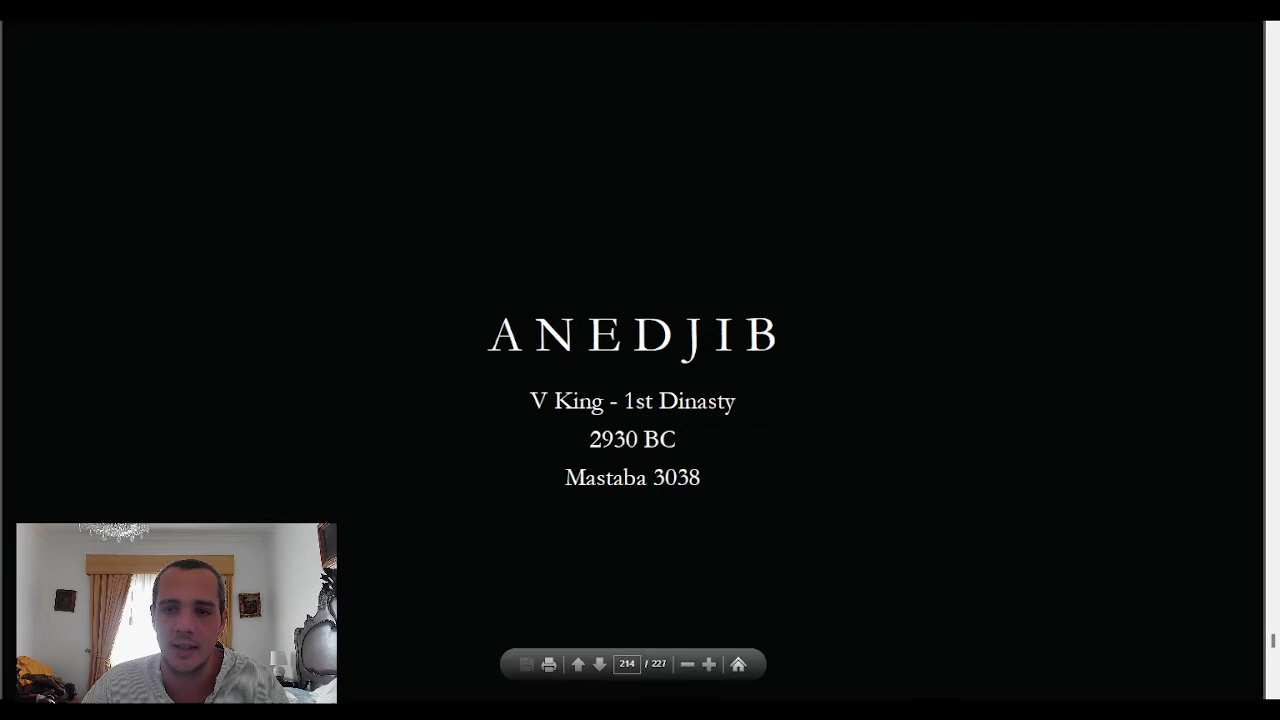 ANEDJIB
V King - 1st Dinasty
2930 BC
Mastaba 3038
214 / 227